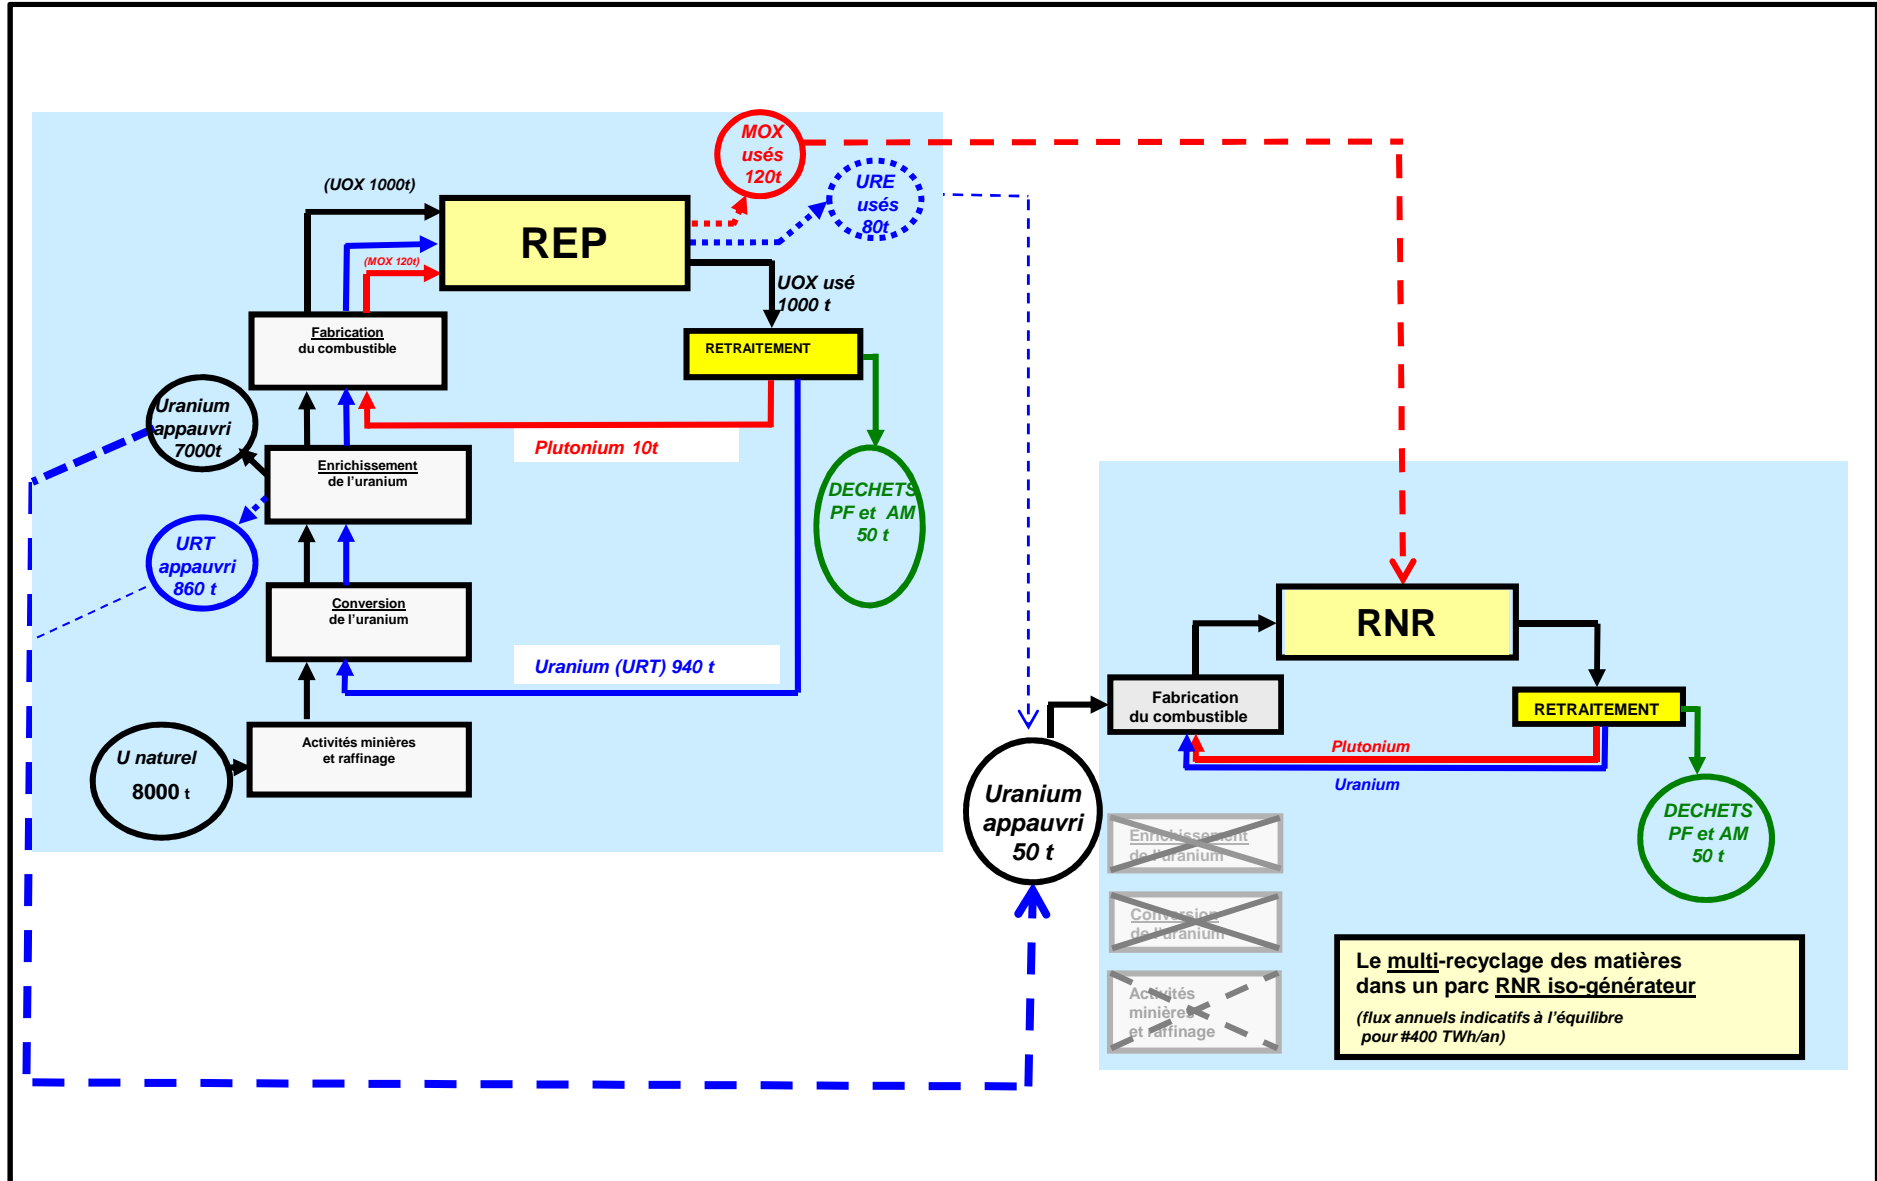 MOX
usés
120t
(UOX 1000t)
URE
usés
80t
REP
(MOX 120t)
UOX usé
1000 t
Fabrication
du combustible
RETRAITEMENT
Uranium
appauvri
7000t
Plutonium 10t
Enrichissement
de l'uranium
DECHETS
PF et AM
50 t
URT
appauvri
860 t
Conversion
de l'uranium
Uranium (URT) 940 t
Activités minières
et raffinage
U naturel
8000 t
RNR
Fabrication
du combustible
RETRAITEMENT
Plutonium
Uranium
Uranium
appauvri
50 t
DECHETS
PF et AM
50 t
Enrichissement
de l'uranium
Conversion
de l'uranium
Activités
minières
et raffinage
Le multi-recyclage des matières
dans un parc RNR iso-générateur
(flux annuels indicatifs à l'équilibre
pour #400 TWh/an)